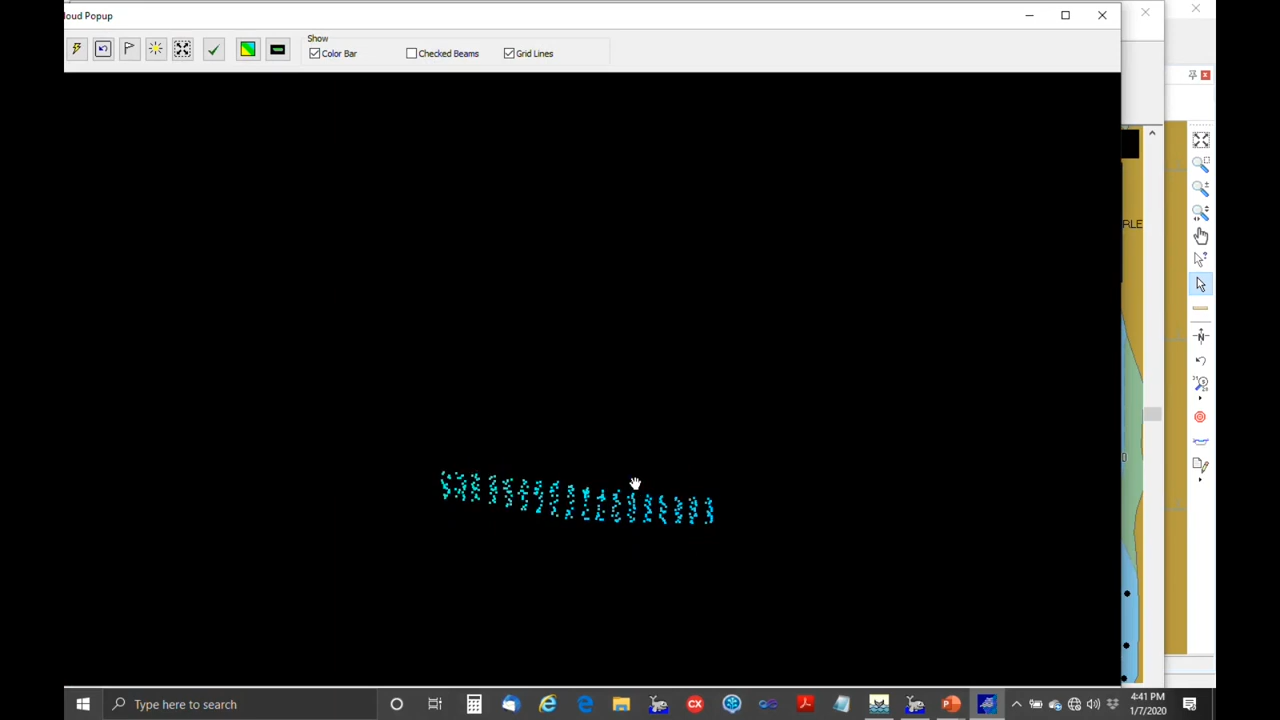 loud Popup
Show
Color Bar
Checked Beams
Grid Lines
RLE
N
Type here to search
4:41 PM
1/7/2020